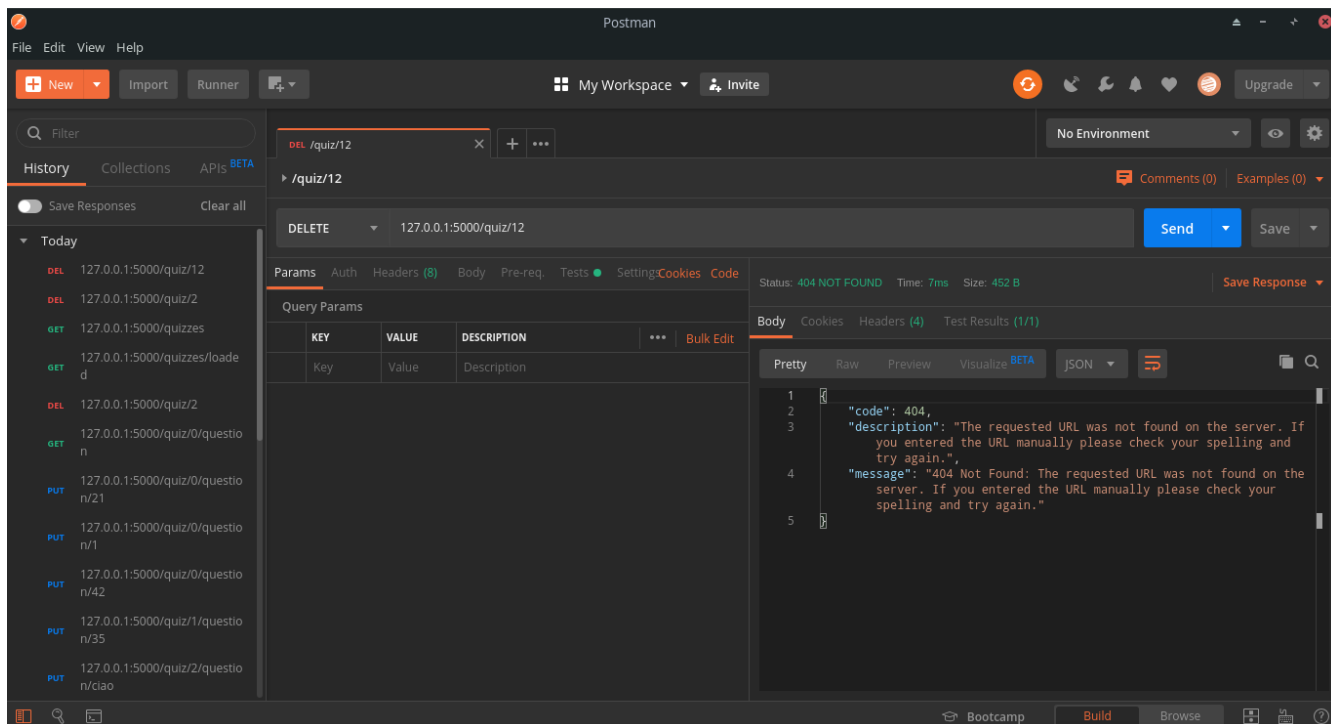 Postman
File Edit View Help
New Import Runner My Workspace Invite Upgrade
Filter
History Collections APIs BETA
Save Responses Clear all
Today
DEL 127.0.0.1:5000/quiz/12
DEL 127.0.0.1:5000/quiz/2
GET 127.0.0.1:5000/quizzes
GET 127.0.0.1:5000/quizzes/loade
d
DEL 127.0.0.1:5000/quiz/2
GET 127.0.0.1:5000/quiz/0/questio
n
PUT 127.0.0.1:5000/quiz/0/questio
n/21
PUT 127.0.0.1:5000/quiz/0/questio
n/1
PUT 127.0.0.1:5000/quiz/0/questio
n/42
PUT 127.0.0.1:5000/quiz/1/questio
n/35
PUT 127.0.0.1:5000/quiz/2/questio
n/ciao
DEL /quiz/12
No Environment
/quiz/12
Comments (0) Examples (0)
DELETE 127.0.0.1:5000/quiz/12 Send Save
Params Auth Headers (8) Body Pre-req. Tests Settings Cookies Code
Query Params
KEY VALUE DESCRIPTION Bulk Edit
Key Value Description
Status: 404 NOT FOUND Time: 7ms Size: 452 B Save Response
Body Cookies Headers (4) Test Results (1/1)
Pretty Raw Preview Visualize BETA JSON
1 {
2 "code": 404,
3 "description": "The requested URL was not found on the server. If
you entered the URL manually please check your spelling and
try again.",
4 "message": "404 Not Found: The requested URL was not found on the
server. If you entered the URL manually please check your
spelling and try again."
5 }
Bootcamp Build Browse